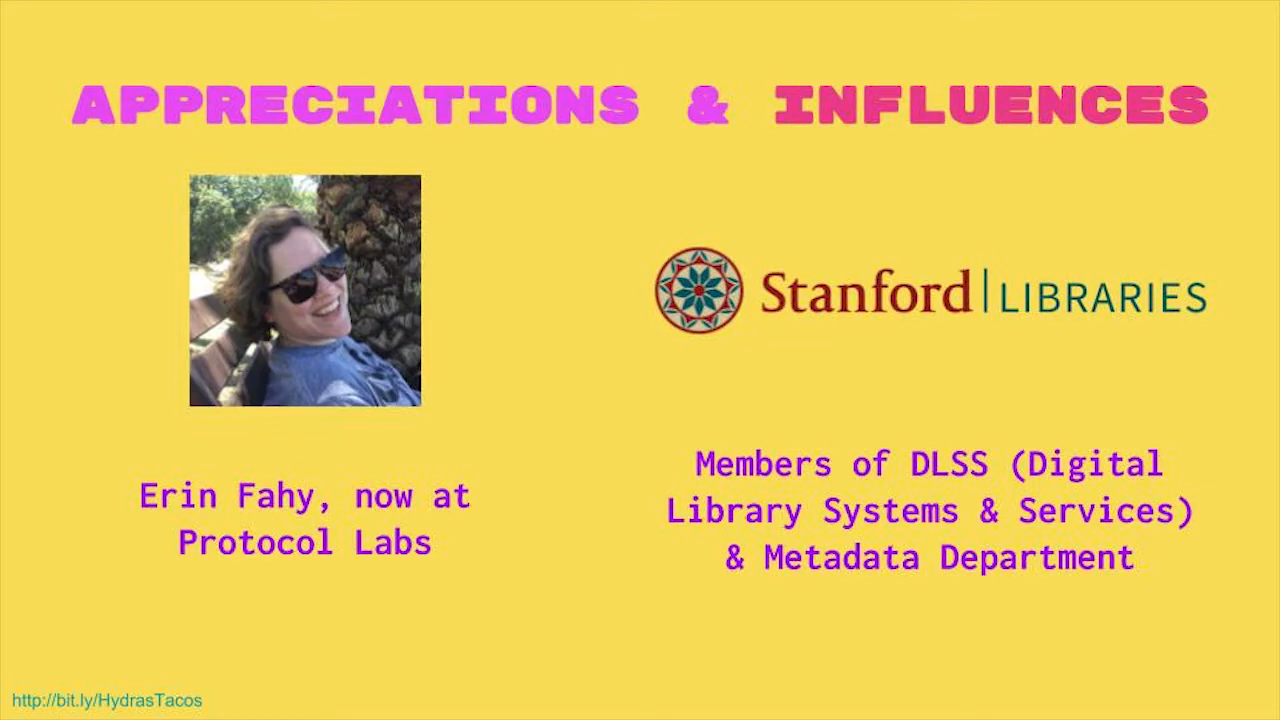 APPRECIATIONS & INFLUENCES
Stanford | LIBRARIES
Erin Fahy, now at
Protocol Labs
Members of DLSS (Digital
Library Systems & Services)
& Metadata Department
http://bit.ly/HydrasTacos